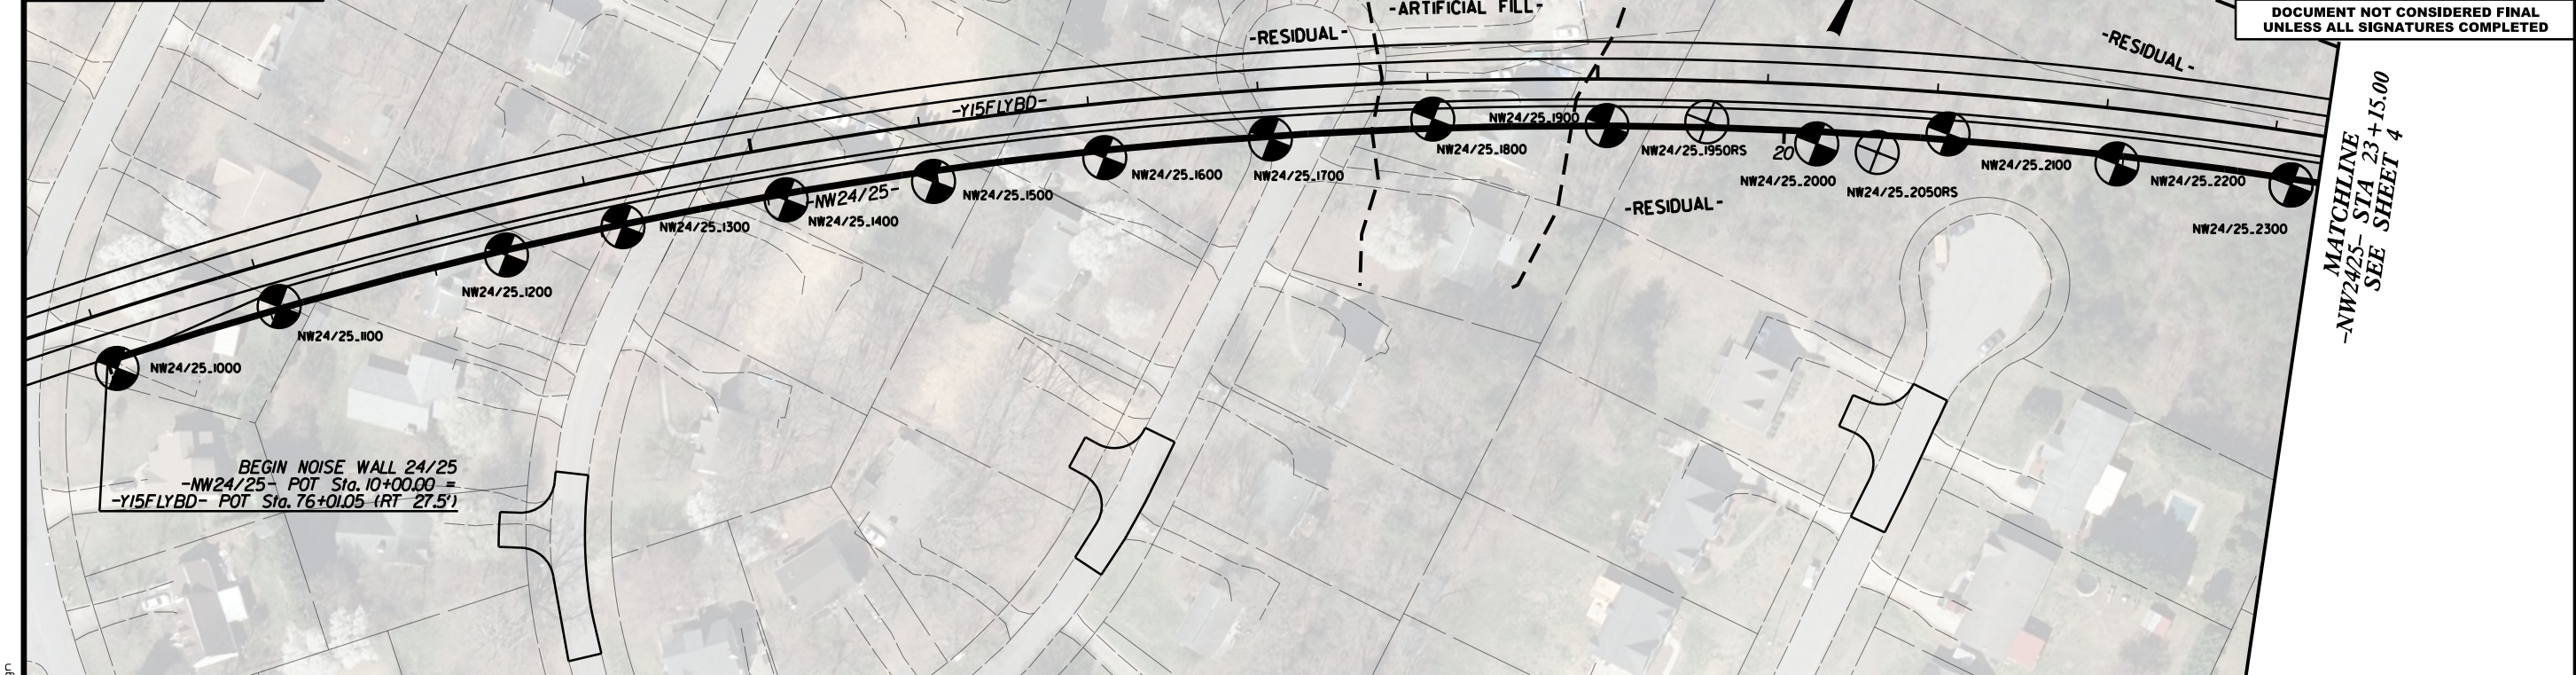 -ARTIFICIAL FILL-
DOCUMENT NOT CONSIDERED FINAL
UNLESS ALL SIGNATURES COMPLETED
-RESIDUAL-
-RESIDUAL-
-Y15FLYBD-
NW24/25_1900
NW24/25_1800
NW24/25_1950RS
20
NW24/25_2100
NW24/25_1600
NW24/25_1700
NW24/25_2000
NW24/25_2200
NW24/25_2050RS
-NW24/25-
NW24/25_1500
-RESIDUAL-
NW24/25_1400
NW24/25_1300
NW24/25_2300
MATCHLINE
-NW24/25- STA 23+15.00
SEE SHEET 4
NW24/25_1200
NW24/25_1100
NW24/25_1000
BEGIN NOISE WALL 24/25
-NW24/25- POT Sta. 10+00.00 =
-Y15FLYBD- POT Sta. 76+01.05 (RT 27.5')